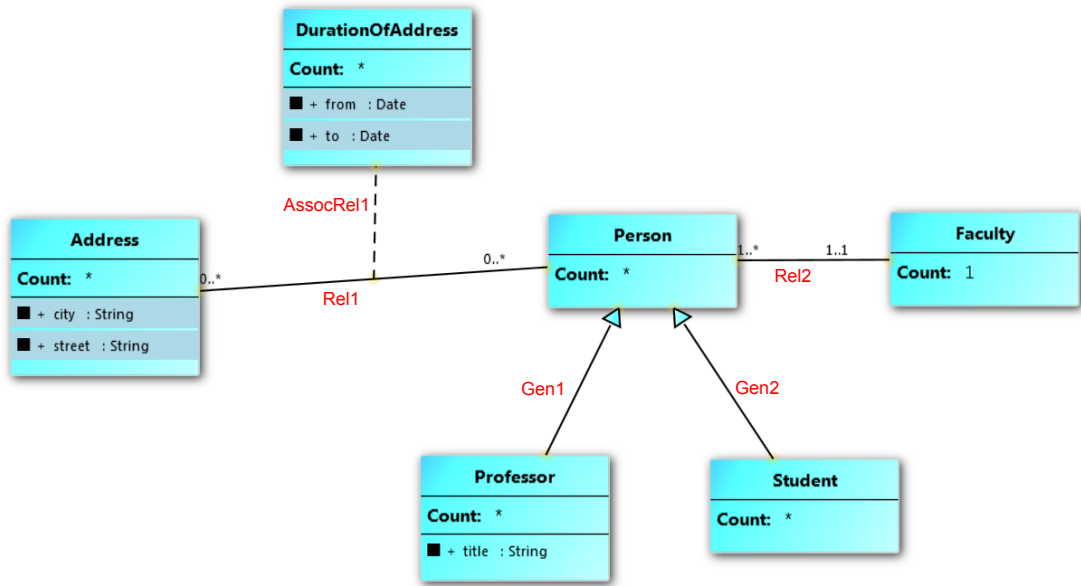 DurationOfAddress
Count: *
+ from : Date
+ to : Date
AssocRel1
Address
Count: *
+ city : String
+ street : String
0..*
Rel1
0..*
Person
Count: *
1..*
1..1
Rel2
Faculty
Count: 1
Gen1
Gen2
Professor
Count: *
+ title : String
Student
Count: *